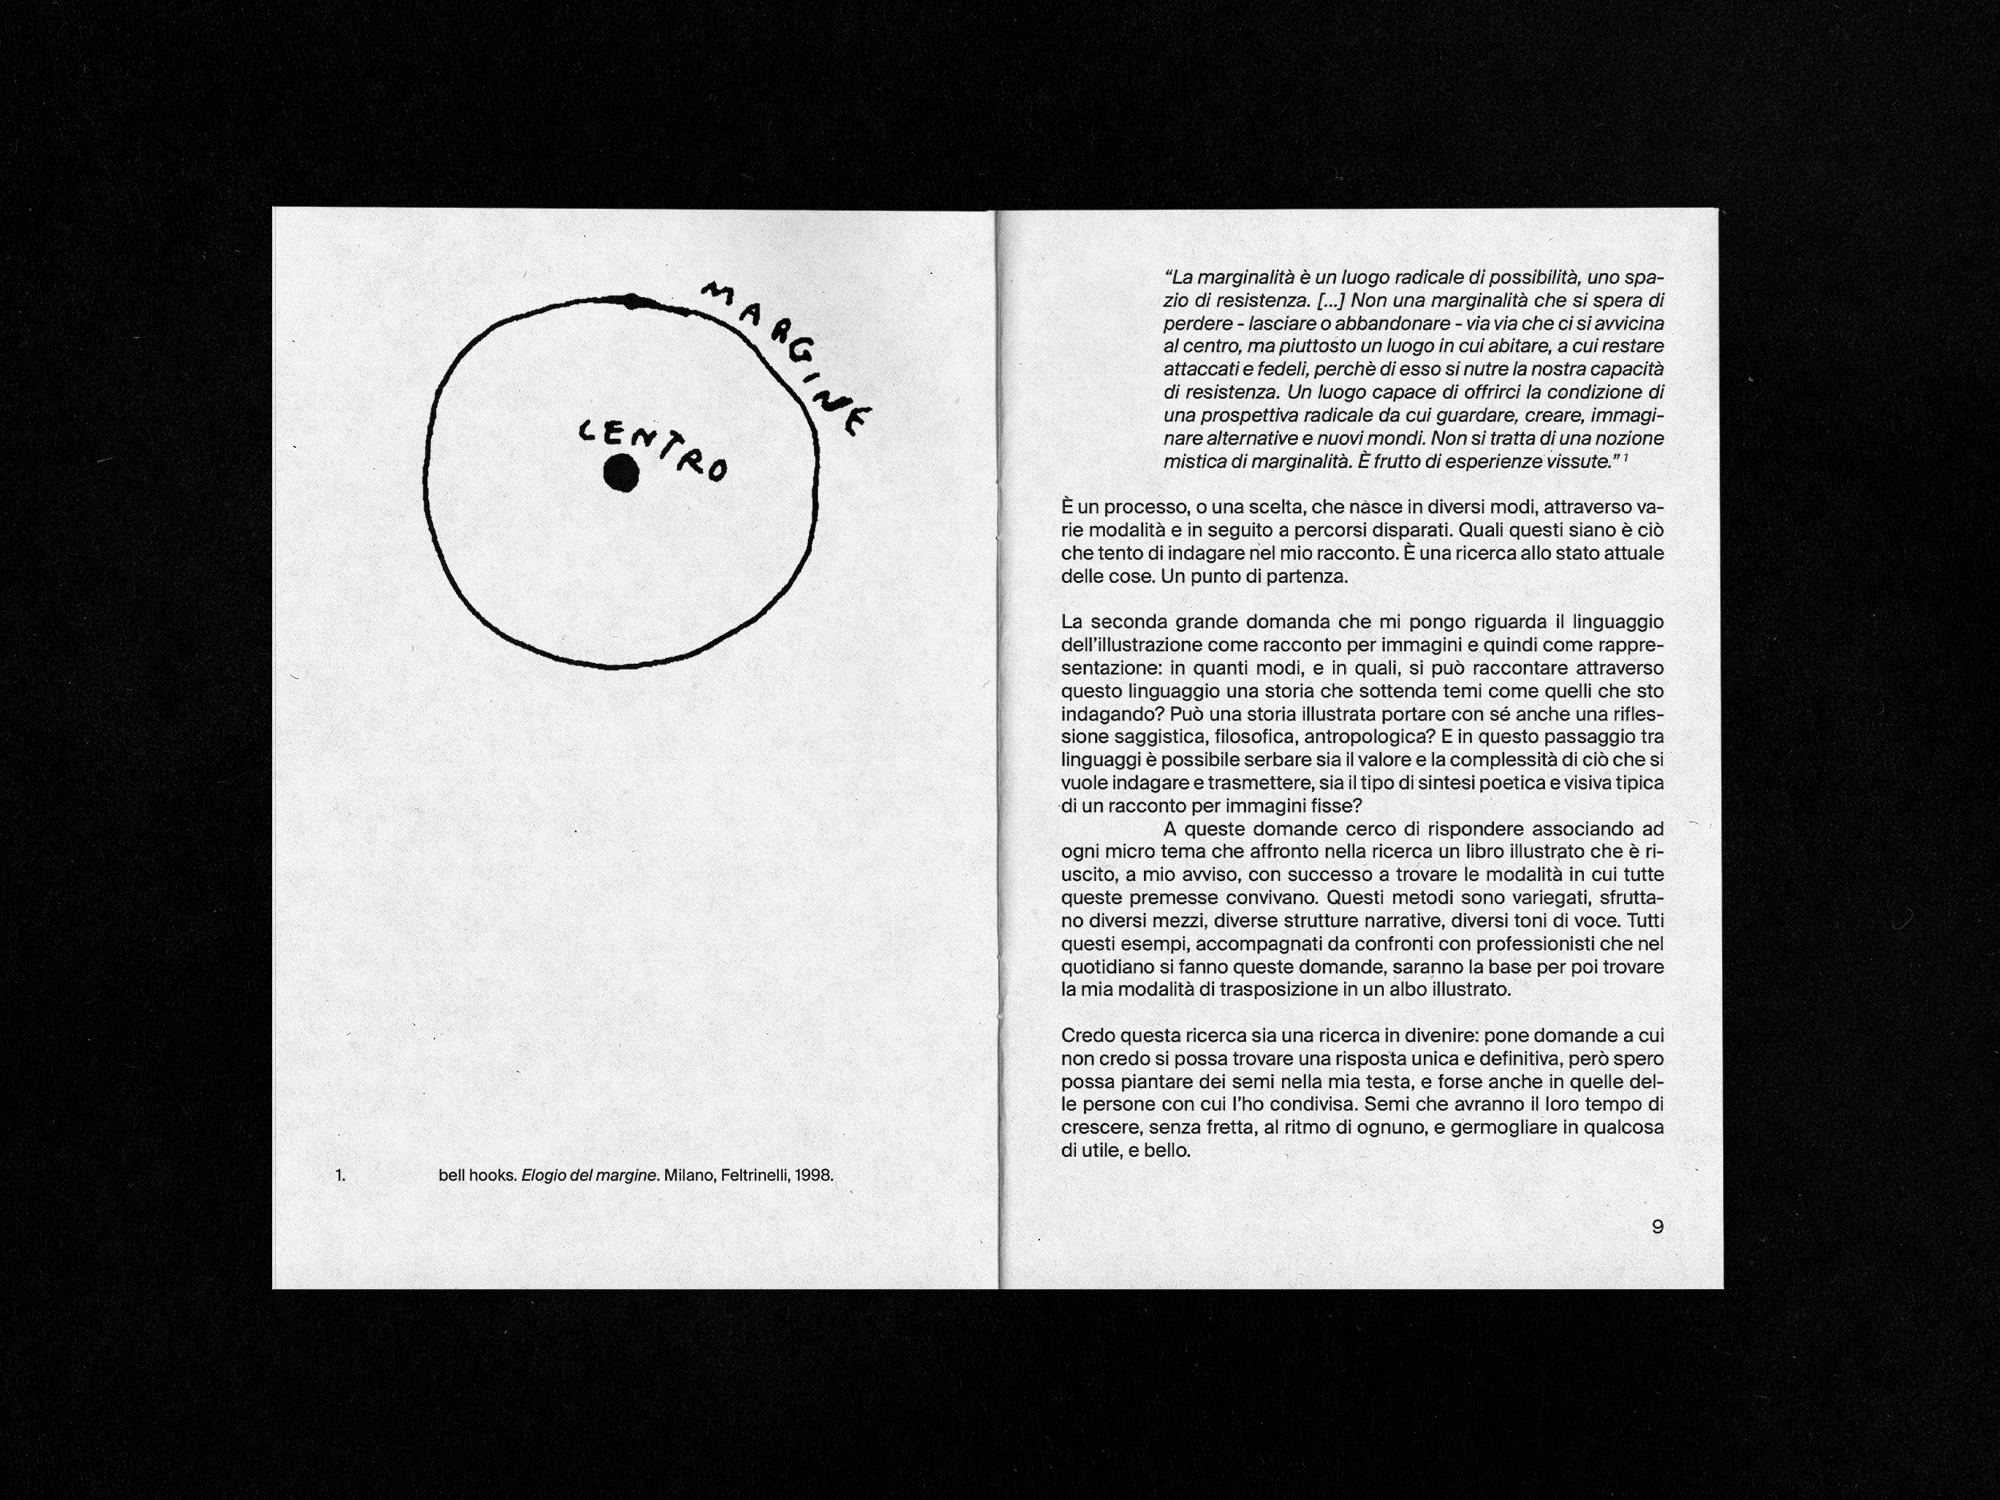 MARGINE
CENTRO
1. bell hooks. Elogio del margine. Milano, Feltrinelli, 1998.
“La marginalità è un luogo radicale di possibilità, uno spa-
zio di resistenza. [...] Non una marginalità che si spera di
perdere - lasciare o abbandonare - via via che ci si avvicina
al centro, ma piuttosto un luogo in cui abitare, a cui restare
attaccati e fedeli, perchè di esso si nutre la nostra capacità
di resistenza. Un luogo capace di offrirci la condizione di
una prospettiva radicale da cui guardare, creare, immagi-
nare alternative e nuovi mondi. Non si tratta di una nozione
mistica di marginalità. È frutto di esperienze vissute.” 1
È un processo, o una scelta, che nasce in diversi modi, attraverso va-
rie modalità e in seguito a percorsi disparati. Quali questi siano è ciò
che tento di indagare nel mio racconto. È una ricerca allo stato attuale
delle cose. Un punto di partenza.
La seconda grande domanda che mi pongo riguarda il linguaggio
dell’illustrazione come racconto per immagini e quindi come rappre-
sentazione: in quanti modi, e in quali, si può raccontare attraverso
questo linguaggio una storia che sottenda temi come quelli che sto
indagando? Può una storia illustrata portare con sé anche una rifles-
sione saggistica, filosofica, antropologica? E in questo passaggio tra
linguaggi è possibile serbare sia il valore e la complessità di ciò che si
vuole indagare e trasmettere, sia il tipo di sintesi poetica e visiva tipica
di un racconto per immagini fisse?
A queste domande cerco di rispondere associando ad
ogni micro tema che affronto nella ricerca un libro illustrato che è ri-
uscito, a mio avviso, con successo a trovare le modalità in cui tutte
queste premesse convivano. Questi metodi sono variegati, sfrutta-
no diversi mezzi, diverse strutture narrative, diversi toni di voce. Tutti
questi esempi, accompagnati da confronti con professionisti che nel
quotidiano si fanno queste domande, saranno la base per poi trovare
la mia modalità di trasposizione in un albo illustrato.
Credo questa ricerca sia una ricerca in divenire: pone domande a cui
non credo si possa trovare una risposta unica e definitiva, però spero
possa piantare dei semi nella mia testa, e forse anche in quelle del-
le persone con cui l’ho condivisa. Semi che avranno il loro tempo di
crescere, senza fretta, al ritmo di ognuno, e germogliare in qualcosa
di utile, e bello.
9